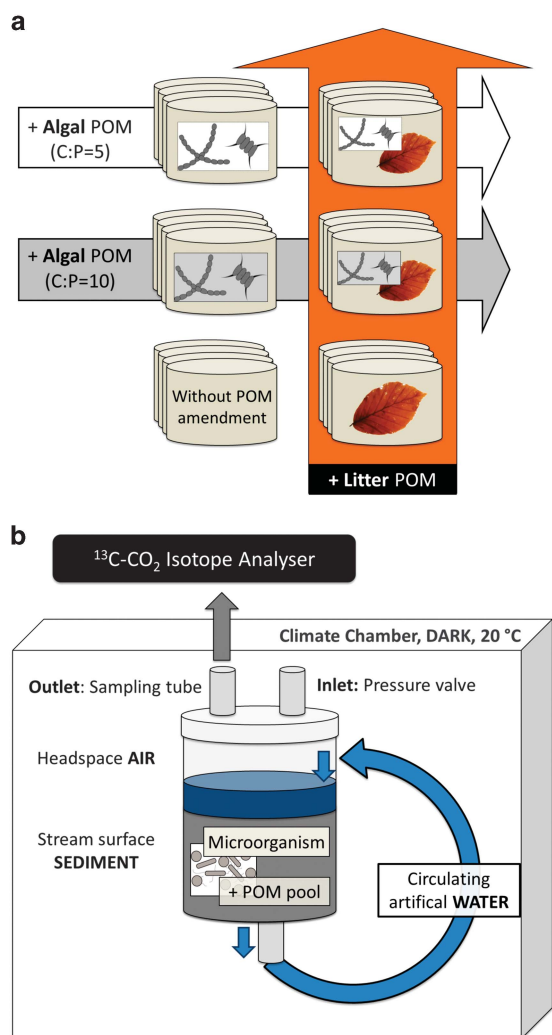 a
+ Algal POM
(C:P=5)
+ Algal POM
(C:P=10)
Without POM
amendment
+ Litter POM
b
¹³C-CO₂ Isotope Analyser
Climate Chamber, DARK, 20 °C
Outlet: Sampling tube
Inlet: Pressure valve
Headspace AIR
Stream surface
SEDIMENT
Microorganism
+ POM pool
Circulating
artifical WATER